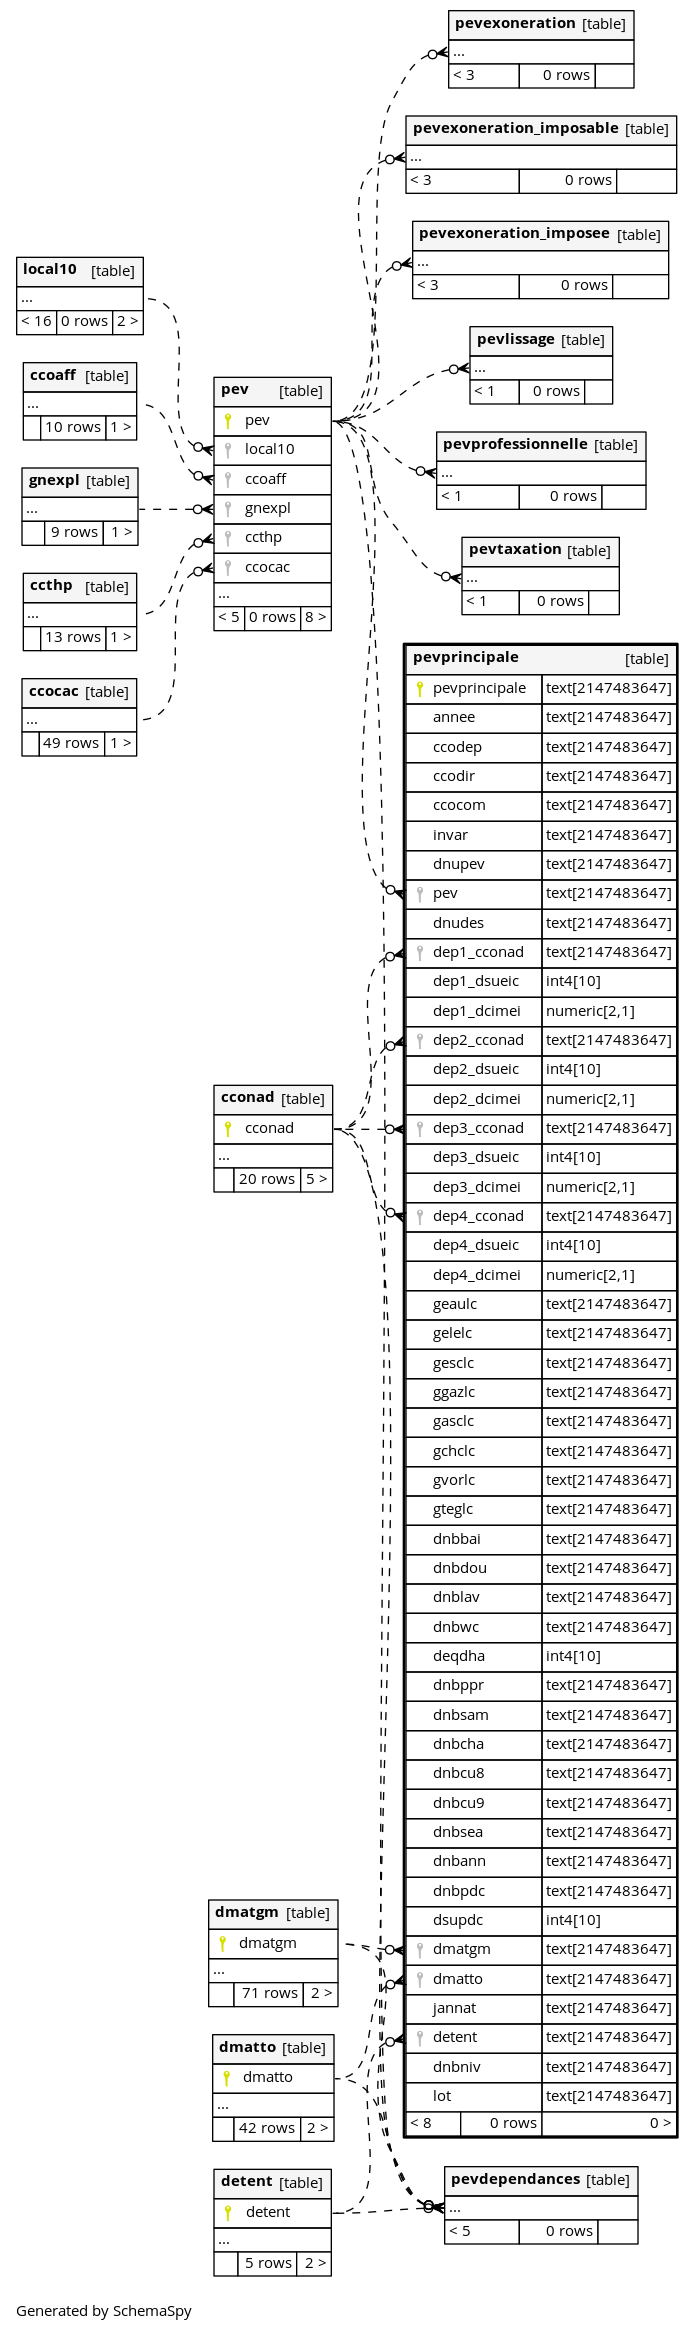 pevexoneration [table]
...
< 3 0 rows
pevexoneration_imposable [table]
...
< 3 0 rows
pevexoneration_imposee [table]
...
< 3 0 rows
local10 [table]
...
< 16 0 rows 2 >
pevlissage [table]
...
< 1 0 rows
ccoaff [table]
...
10 rows 1 >
pev [table]
pev
local10
ccoaff
gnexpl
ccthp
ccocac
...
< 5 0 rows 8 >
pevprofessionnelle [table]
...
< 1 0 rows
gnexpl [table]
...
9 rows 1 >
pevtaxation [table]
...
< 1 0 rows
ccthp [table]
...
13 rows 1 >
ccocac [table]
...
49 rows 1 >
pevprincipale [table]
pevprincipale text[2147483647]
annee text[2147483647]
ccodep text[2147483647]
ccodir text[2147483647]
ccocom text[2147483647]
invar text[2147483647]
dnupev text[2147483647]
pev text[2147483647]
dnudes text[2147483647]
dep1_cconad text[2147483647]
dep1_dsueic int4[10]
dep1_dcimei numeric[2,1]
dep2_cconad text[2147483647]
dep2_dsueic int4[10]
dep2_dcimei numeric[2,1]
dep3_cconad text[2147483647]
dep3_dsueic int4[10]
dep3_dcimei numeric[2,1]
dep4_cconad text[2147483647]
dep4_dsueic int4[10]
dep4_dcimei numeric[2,1]
geaulc text[2147483647]
gelelc text[2147483647]
gesclc text[2147483647]
ggazlc text[2147483647]
gasclc text[2147483647]
gchclc text[2147483647]
gvorlc text[2147483647]
gteglc text[2147483647]
dnbbai text[2147483647]
dnbdou text[2147483647]
dnblav text[2147483647]
dnbwc text[2147483647]
deqdha int4[10]
dnbppr text[2147483647]
dnbsam text[2147483647]
dnbcha text[2147483647]
dnbcu8 text[2147483647]
dnbcu9 text[2147483647]
dnbsea text[2147483647]
dnbann text[2147483647]
dnbpdc text[2147483647]
dsupdc int4[10]
dmatgm text[2147483647]
dmatto text[2147483647]
jannat text[2147483647]
detent text[2147483647]
dnbniv text[2147483647]
lot text[2147483647]
< 8 0 rows 0 >
cconad [table]
cconad
...
20 rows 5 >
dmatgm [table]
dmatgm
...
71 rows 2 >
dmatto [table]
dmatto
...
42 rows 2 >
detent [table]
detent
...
5 rows 2 >
pevdependances [table]
...
< 5 0 rows
Generated by SchemaSpy